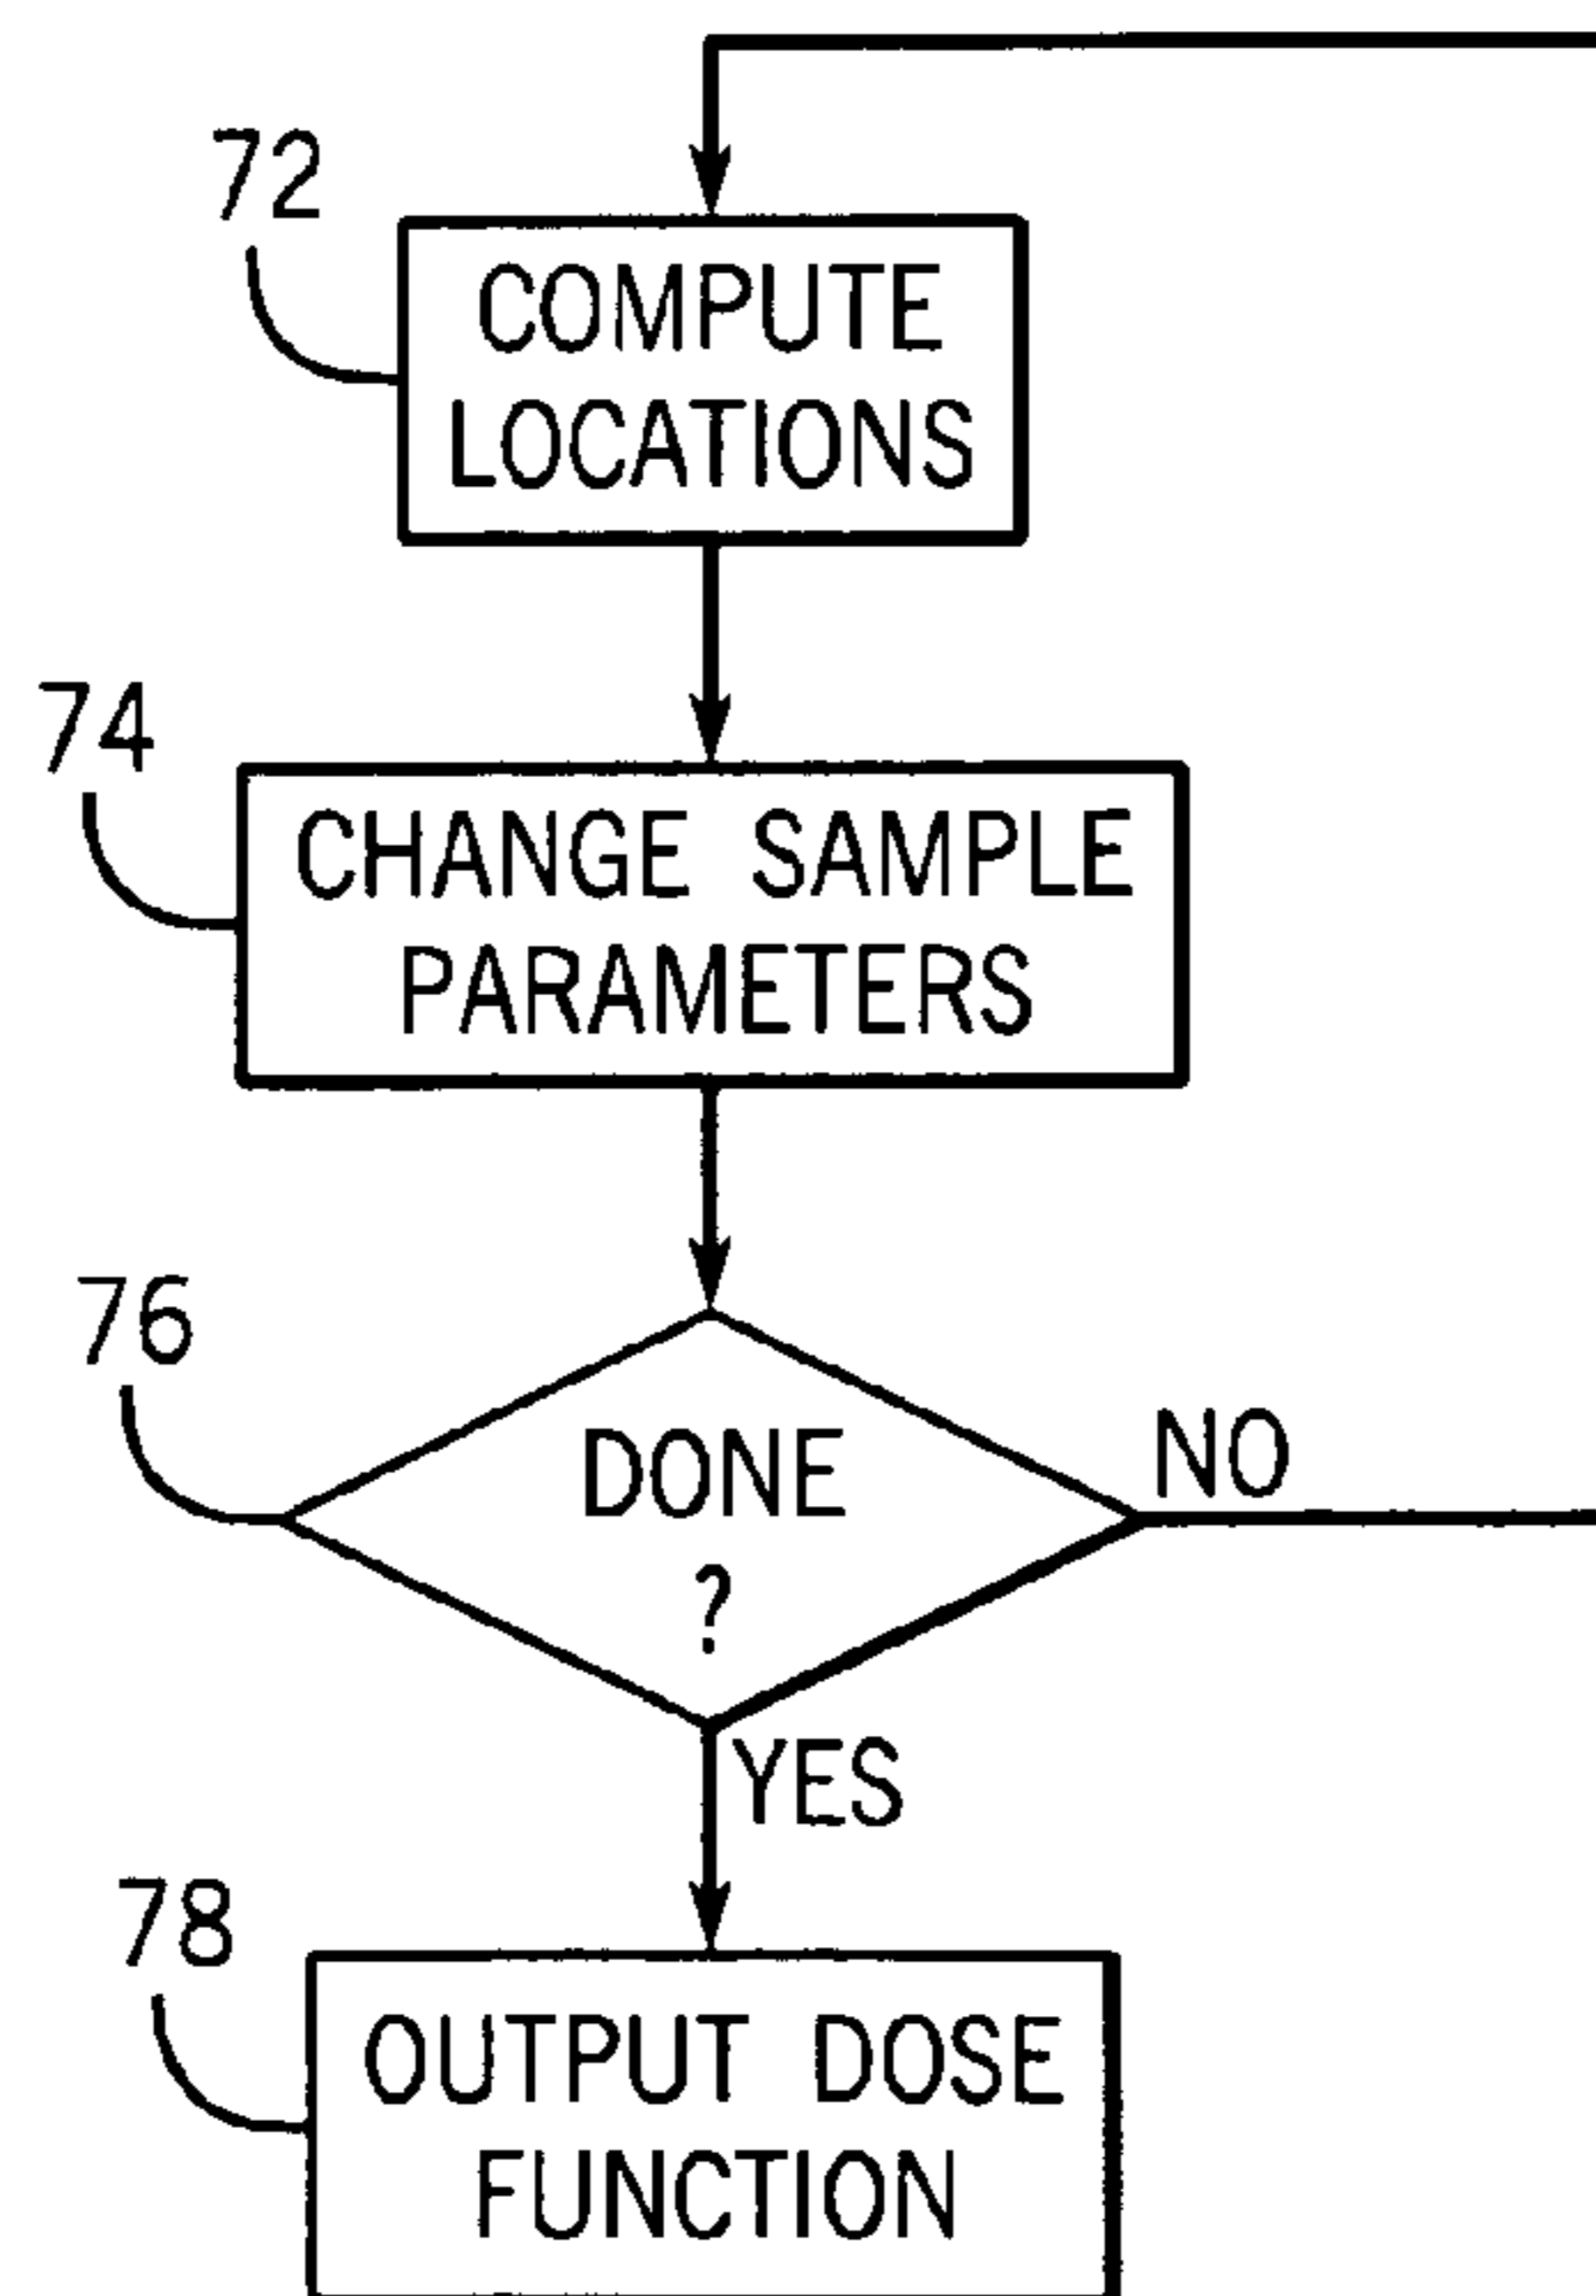 72
COMPUTE
LOCATIONS
74
CHANGE SAMPLE
PARAMETERS
76
DONE
?
NO
YES
78
OUTPUT DOSE
FUNCTION